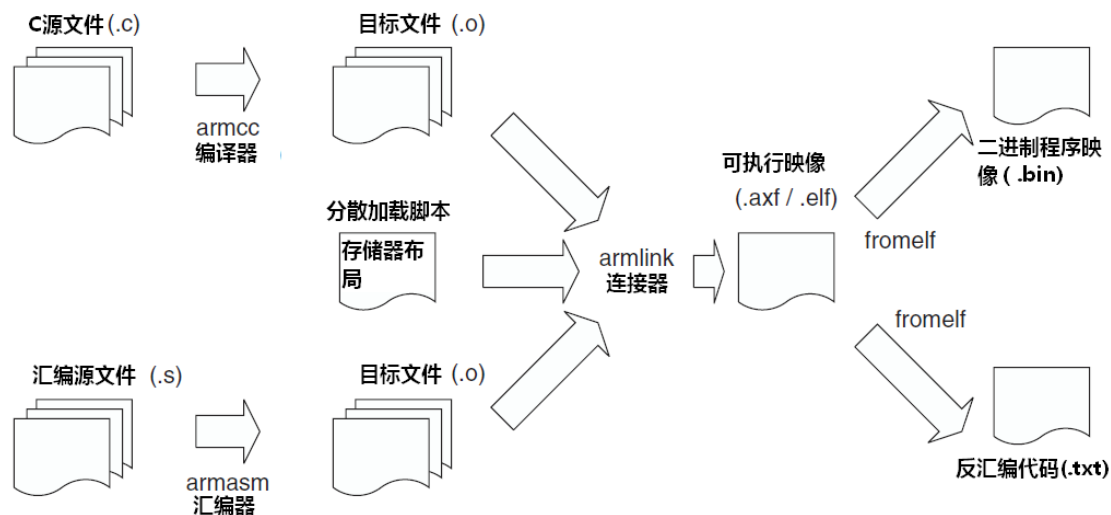 C源文件(.c)
目标文件(.o)
armcc
编译器
二进制程序映
像( .bin)
可执行映像
(.axf / .elf)
分散加载脚本
存储器布
局
fromelf
armlink
连接器
fromelf
汇编源文件 (.s)
目标文件(.o)
armasm
汇编器
反汇编代码(.txt)